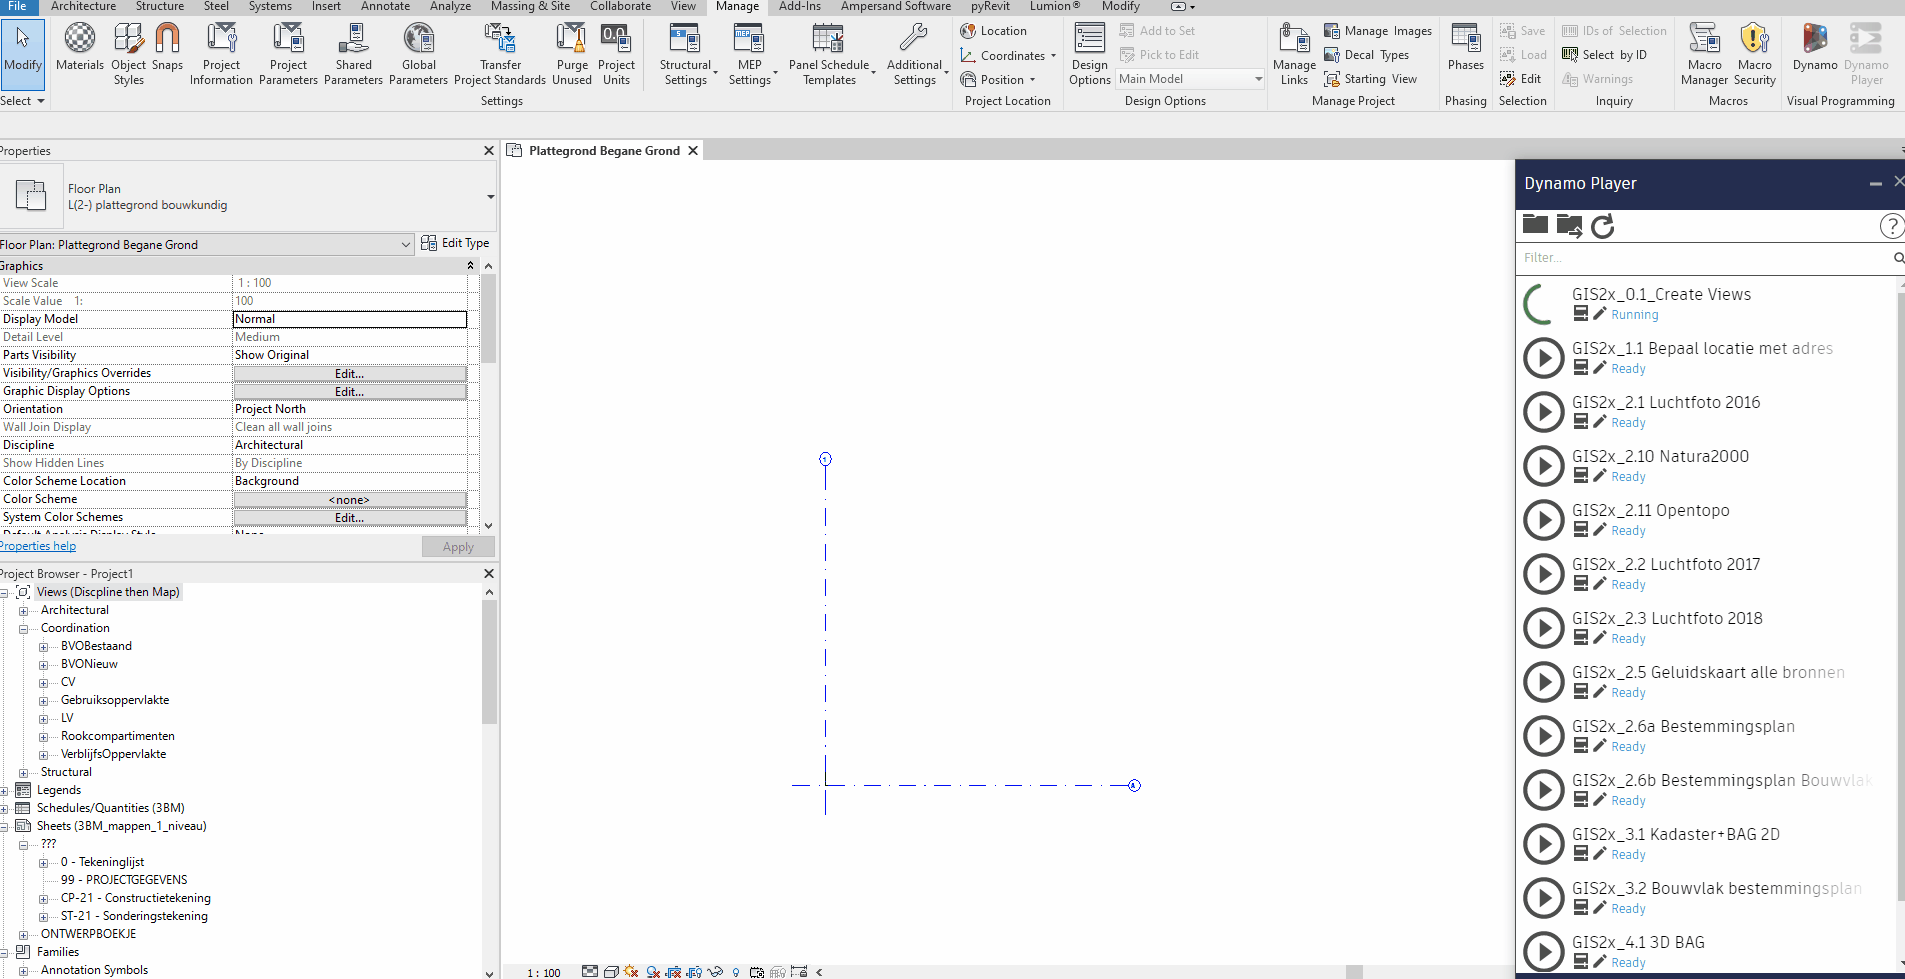 File Architecture Structure Steel Systems Insert Annotate Analyze Massing & Site Collaborate View Manage Add-Ins Ampersand Software pyRevit Lumion® Modify
Modify
Select
Materials
Object Styles
Snaps
Project Information
Project Parameters
Shared Parameters
Global Parameters
Transfer Project Standards
Purge Unused
Project Units
Settings
Structural Settings
MEP Settings
Panel Schedule Templates
Additional Settings
Location
Coordinates
Position
Project Location
Design Options
Add to Set
Pick to Edit
Main Model
Design Options
Manage Links
Manage Images
Decal Types
Starting View
Manage Project
Phases
Phasing
Save
Load
Edit
Selection
IDs of Selection
Select by ID
Warnings
Inquiry
Macro Manager
Macro Security
Macros
Dynamo
Dynamo Player
Visual Programming
Properties
Floor Plan
L(2-) plattegrond bouwkundig
Floor Plan: Plattegrond Begane Grond
Edit Type
Graphics
View Scale 1 : 100
Scale Value 1: 100
Display Model Normal
Detail Level Medium
Parts Visibility Show Original
Visibility/Graphics Overrides Edit...
Graphic Display Options Edit...
Orientation Project North
Wall Join Display Clean all wall joins
Discipline Architectural
Show Hidden Lines By Discipline
Color Scheme Location Background
Color Scheme <none>
System Color Schemes Edit...
Default Analysis Display Style None
Properties help
Apply
Project Browser - Project1
Views (Discpline then Map)
Architectural
Coordination
BVOBestaand
BVONieuw
CV
Gebruiksoppervlakte
LV
Rookcompartimenten
VerblijfsOppervlakte
Structural
Legends
Schedules/Quantities (3BM)
Sheets (3BM_mappen_1_niveau)
???
0 - Tekeninglijst
99 - PROJECTGEGEVENS
CP-21 - Constructietekening
ST-21 - Sonderingstekening
ONTWERPBOEKJE
Families
Annotation Symbols
Plattegrond Begane Grond
1
A
1 : 100
Dynamo Player
Filter...
GIS2x_0.1_Create Views
Running
GIS2x_1.1 Bepaal locatie met adres
Ready
GIS2x_2.1 Luchtfoto 2016
Ready
GIS2x_2.10 Natura2000
Ready
GIS2x_2.11 Opentopo
Ready
GIS2x_2.2 Luchtfoto 2017
Ready
GIS2x_2.3 Luchtfoto 2018
Ready
GIS2x_2.5 Geluidskaart alle bronnen
Ready
GIS2x_2.6a Bestemmingsplan
Ready
GIS2x_2.6b Bestemmingsplan Bouwvlak
Ready
GIS2x_3.1 Kadaster+BAG 2D
Ready
GIS2x_3.2 Bouwvlak bestemmingsplan
Ready
GIS2x_4.1 3D BAG
Ready